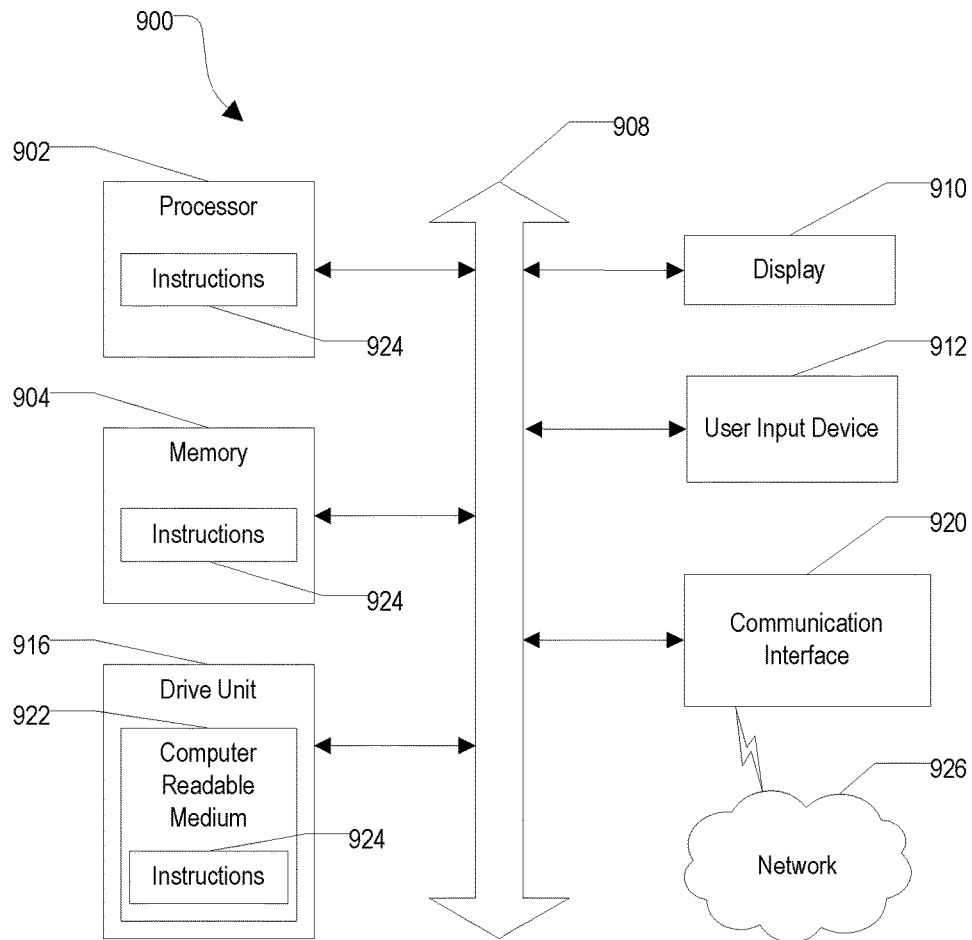 900
908
902
Processor
Instructions
924
910
Display
912
User Input Device
904
Memory
Instructions
924
920
Communication
Interface
916
Drive Unit
922
Computer
Readable
Medium
924
Instructions
926
Network